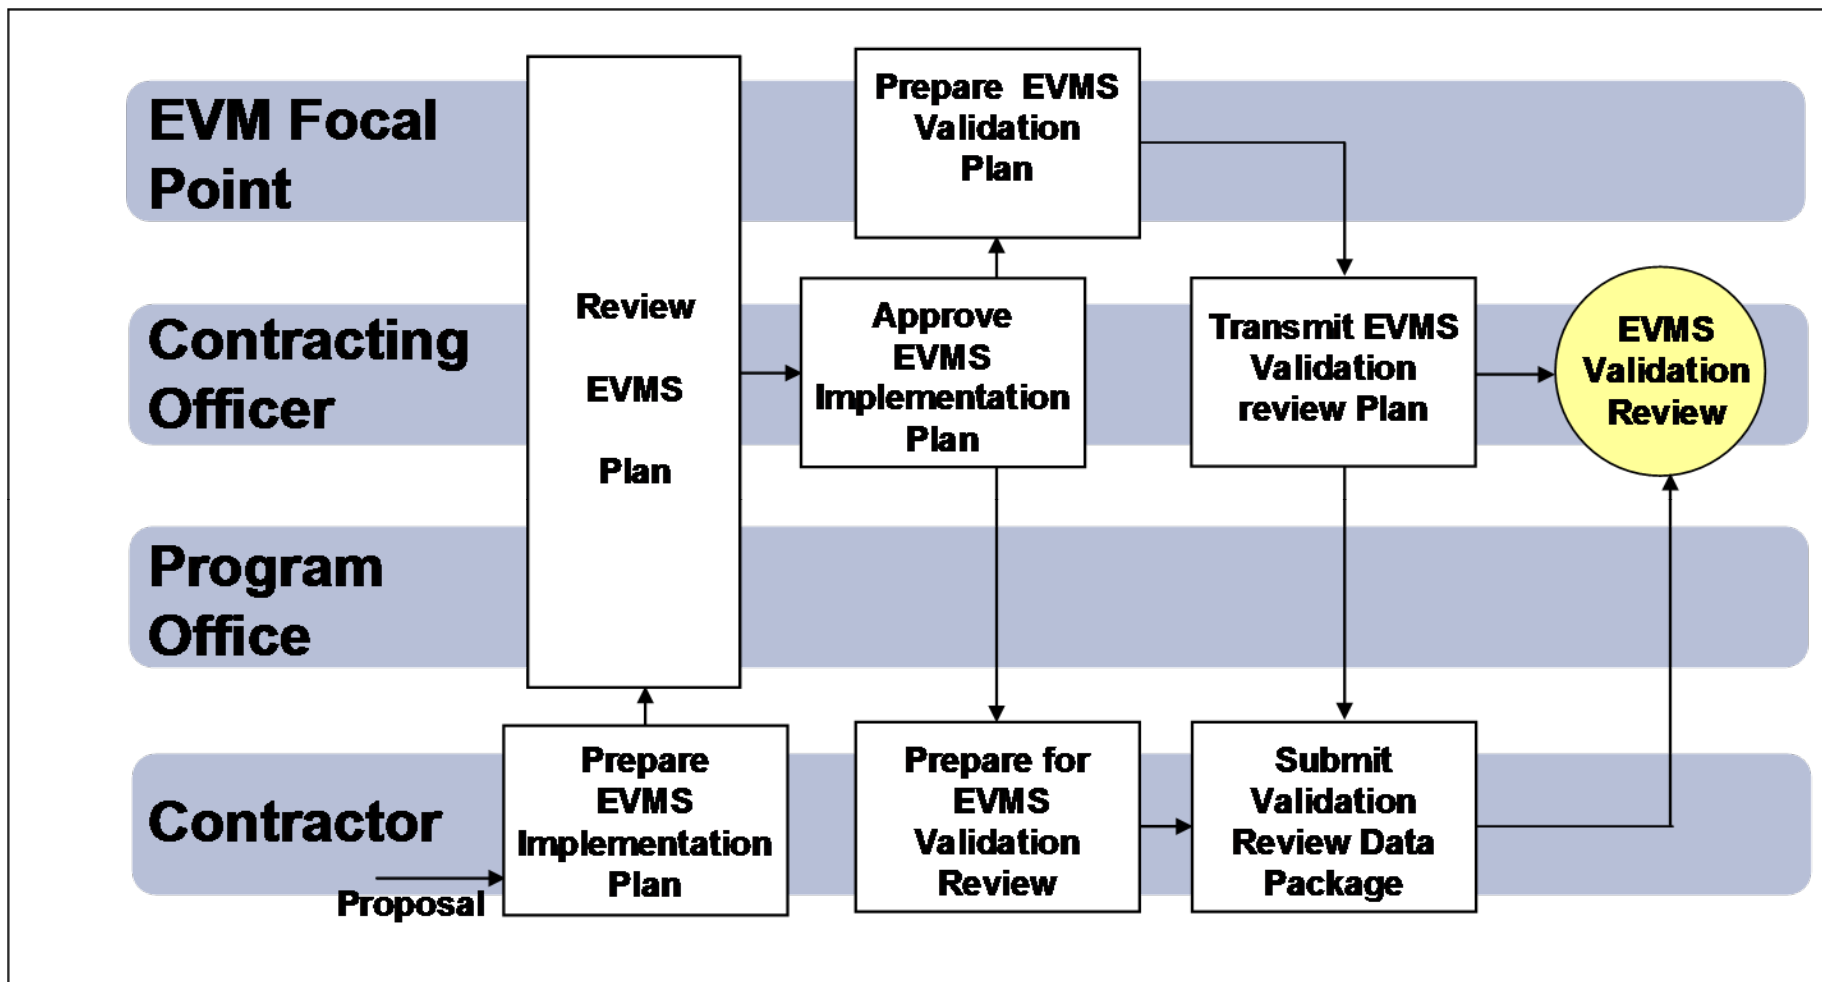 EVM Focal
Point
Contracting
Officer
Program
Office
Contractor
Proposal
Review
EVMS
Plan
Prepare EVMS
Validation
Plan
Approve
EVMS
Implementation
Plan
Transmit EVMS
Validation
review Plan
EVMS
Validation
Review
Prepare
EVMS
Implementation
Plan
Prepare for
EVMS
Validation
Review
Submit
Validation
Review Data
Package